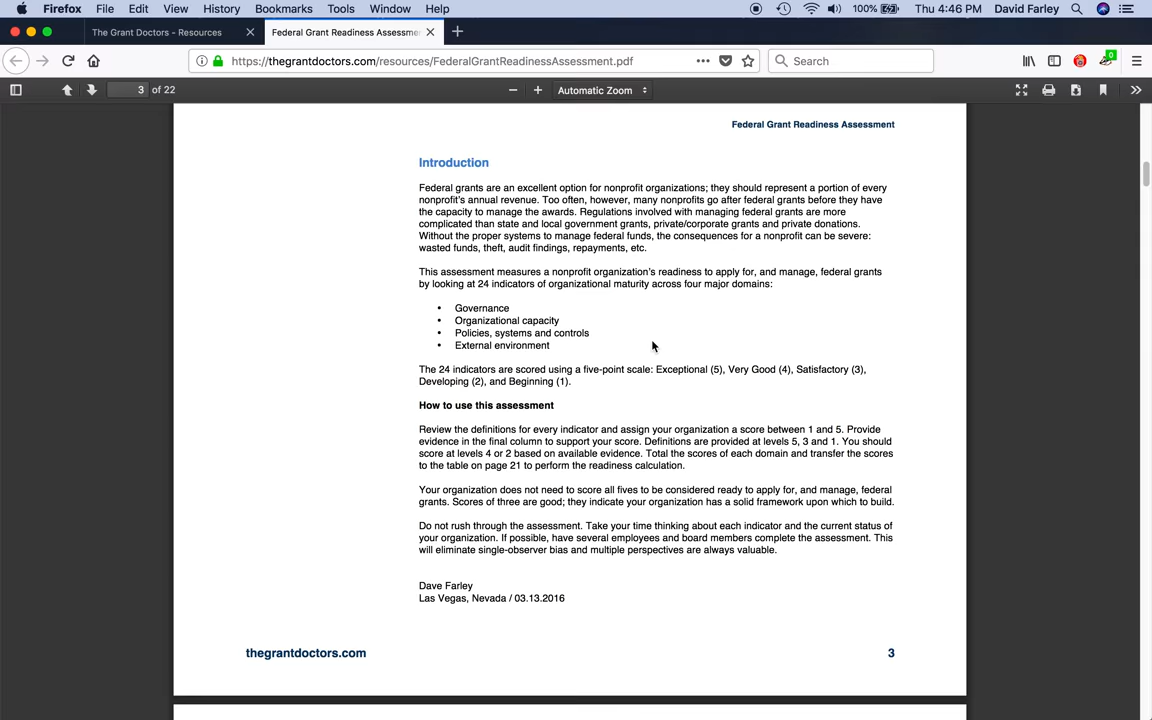 Firefox File Edit View History Bookmarks Tools Window Help 100% Thu 4:46 PM David Farley
The Grant Doctors - Resources Federal Grant Readiness Assessme
https://thegrantdoctors.com/resources/FederalGrantReadinessAssessment.pdf Search 0
3 of 22 Automatic Zoom
Federal Grant Readiness Assessment
Introduction
Federal grants are an excellent option for nonprofit organizations; they should represent a portion of every
nonprofit's annual revenue. Too often, however, many nonprofits go after federal grants before they have
the capacity to manage the awards. Regulations involved with managing federal grants are more
complicated than state and local government grants, private/corporate grants and private donations.
Without the proper systems to manage federal funds, the consequences for a nonprofit can be severe:
wasted funds, theft, audit findings, repayments, etc.
This assessment measures a nonprofit organization's readiness to apply for, and manage, federal grants
by looking at 24 indicators of organizational maturity across four major domains:
• Governance
• Organizational capacity
• Policies, systems and controls
• External environment
The 24 indicators are scored using a five-point scale: Exceptional (5), Very Good (4), Satisfactory (3),
Developing (2), and Beginning (1).
How to use this assessment
Review the definitions for every indicator and assign your organization a score between 1 and 5. Provide
evidence in the final column to support your score. Definitions are provided at levels 5, 3 and 1. You should
score at levels 4 or 2 based on available evidence. Total the scores of each domain and transfer the scores
to the table on page 21 to perform the readiness calculation.
Your organization does not need to score all fives to be considered ready to apply for, and manage, federal
grants. Scores of three are good; they indicate your organization has a solid framework upon which to build.
Do not rush through the assessment. Take your time thinking about each indicator and the current status of
your organization. If possible, have several employees and board members complete the assessment. This
will eliminate single-observer bias and multiple perspectives are always valuable.
Dave Farley
Las Vegas, Nevada / 03.13.2016
thegrantdoctors.com 3